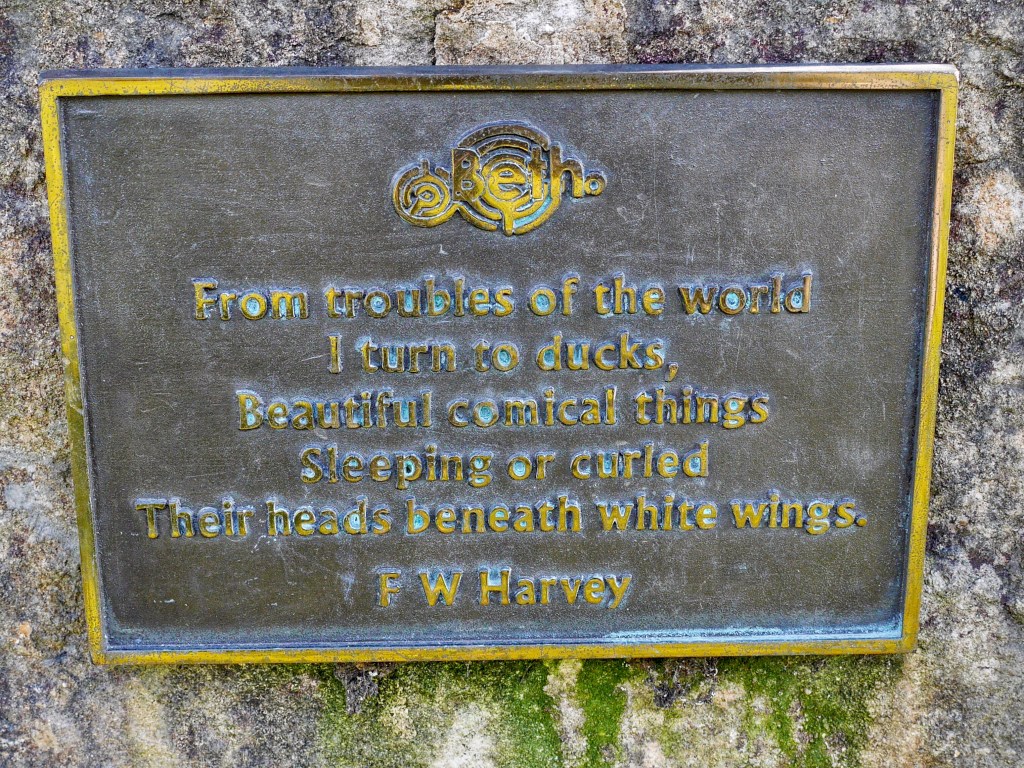 Beth.
From troubles of the world
I turn to ducks,
Beautiful comical things
Sleeping or curled
Their heads beneath white wings.
F W Harvey